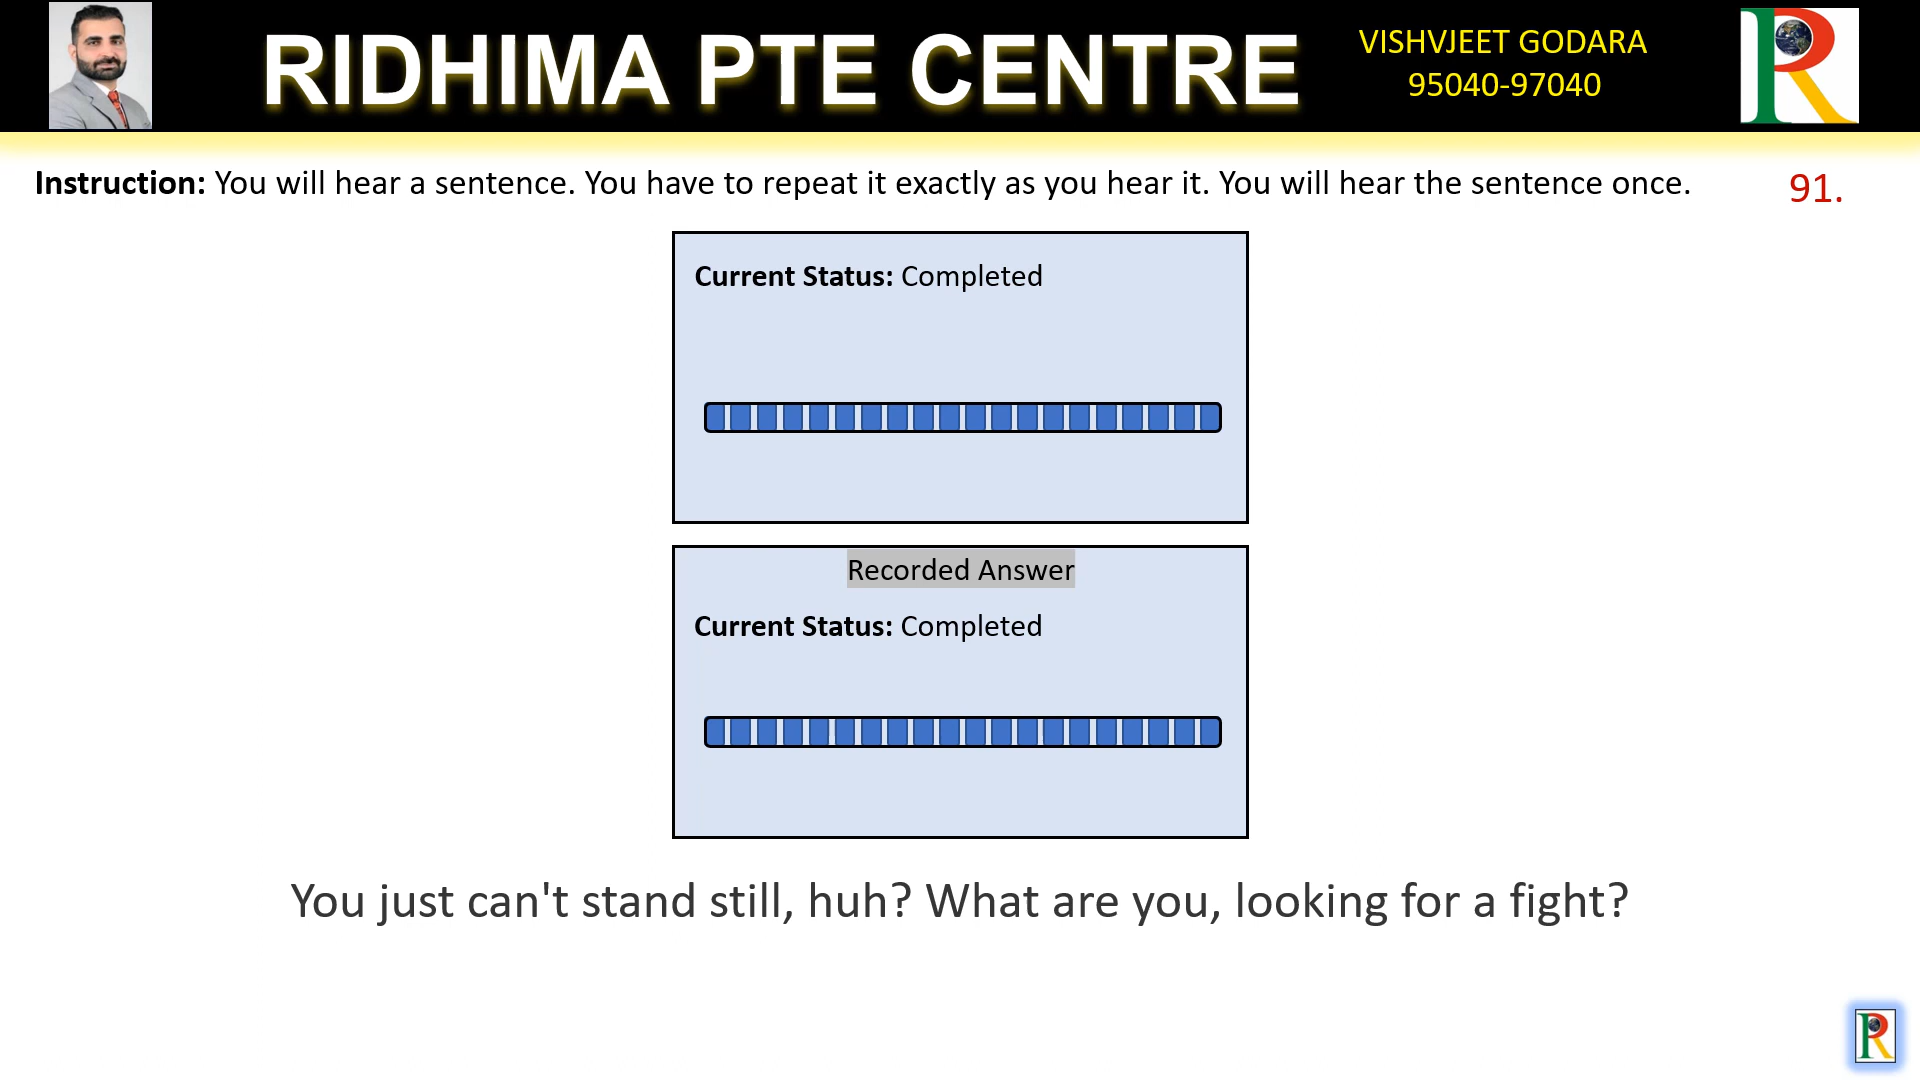 RIDHIMA PTE CENTRE
VISHVJEET GODARA
95040-97040
Instruction: You will hear a sentence. You have to repeat it exactly as you hear it. You will hear the sentence once.
91.
Current Status: Completed
Recorded Answer
Current Status: Completed
You just can't stand still, huh? What are you, looking for a fight?